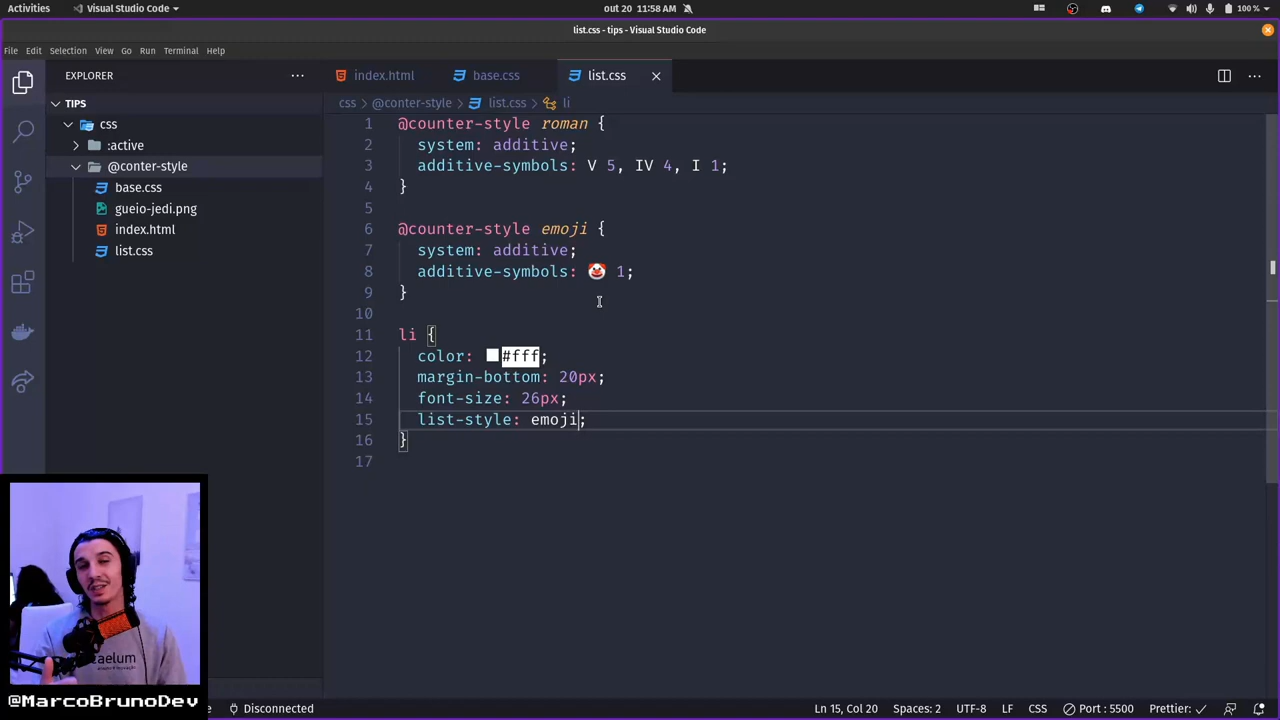 Activities
Visual Studio Code
out 20 11:58 AM
100 %
list.css - tips - Visual Studio Code
File Edit Selection View Go Run Terminal Help
EXPLORER
TIPS
css
:active
@conter-style
base.css
gueio-jedi.png
index.html
list.css
index.html
base.css
list.css
css > @conter-style > list.css > li
1 @counter-style roman {
2 system: additive;
3 additive-symbols: V 5, IV 4, I 1;
4 }
5
6 @counter-style emoji {
7 system: additive;
8 additive-symbols: 🤡 1;
9 }
10
11 li {
12 color: #fff;
13 margin-bottom: 20px;
14 font-size: 26px;
15 list-style: emoji;
16 }
17
aelum
@MarcoBrunoDev
Disconnected
Ln 15, Col 20 Spaces: 2 UTF-8 LF CSS Port : 5500 Prettier: ✓